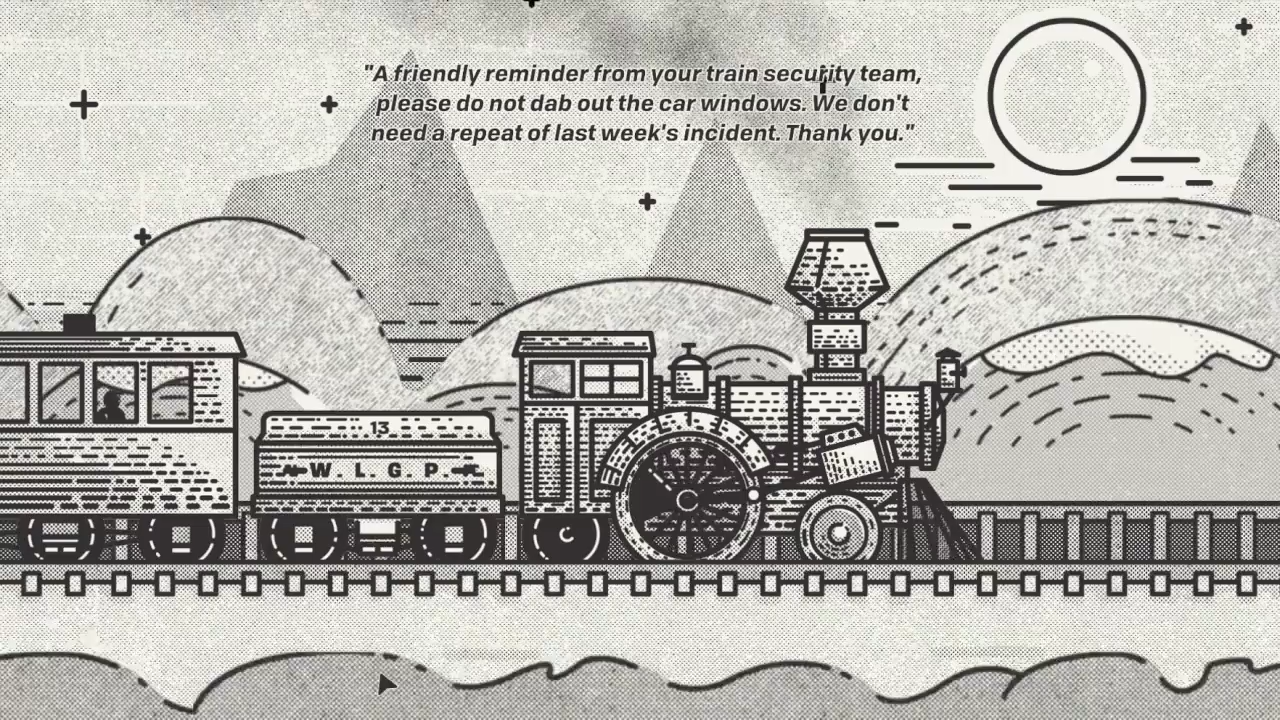 "A friendly reminder from your train security team,
please do not dab out the car windows. We don't
need a repeat of last week's incident. Thank you."
13
W. L. G. P.